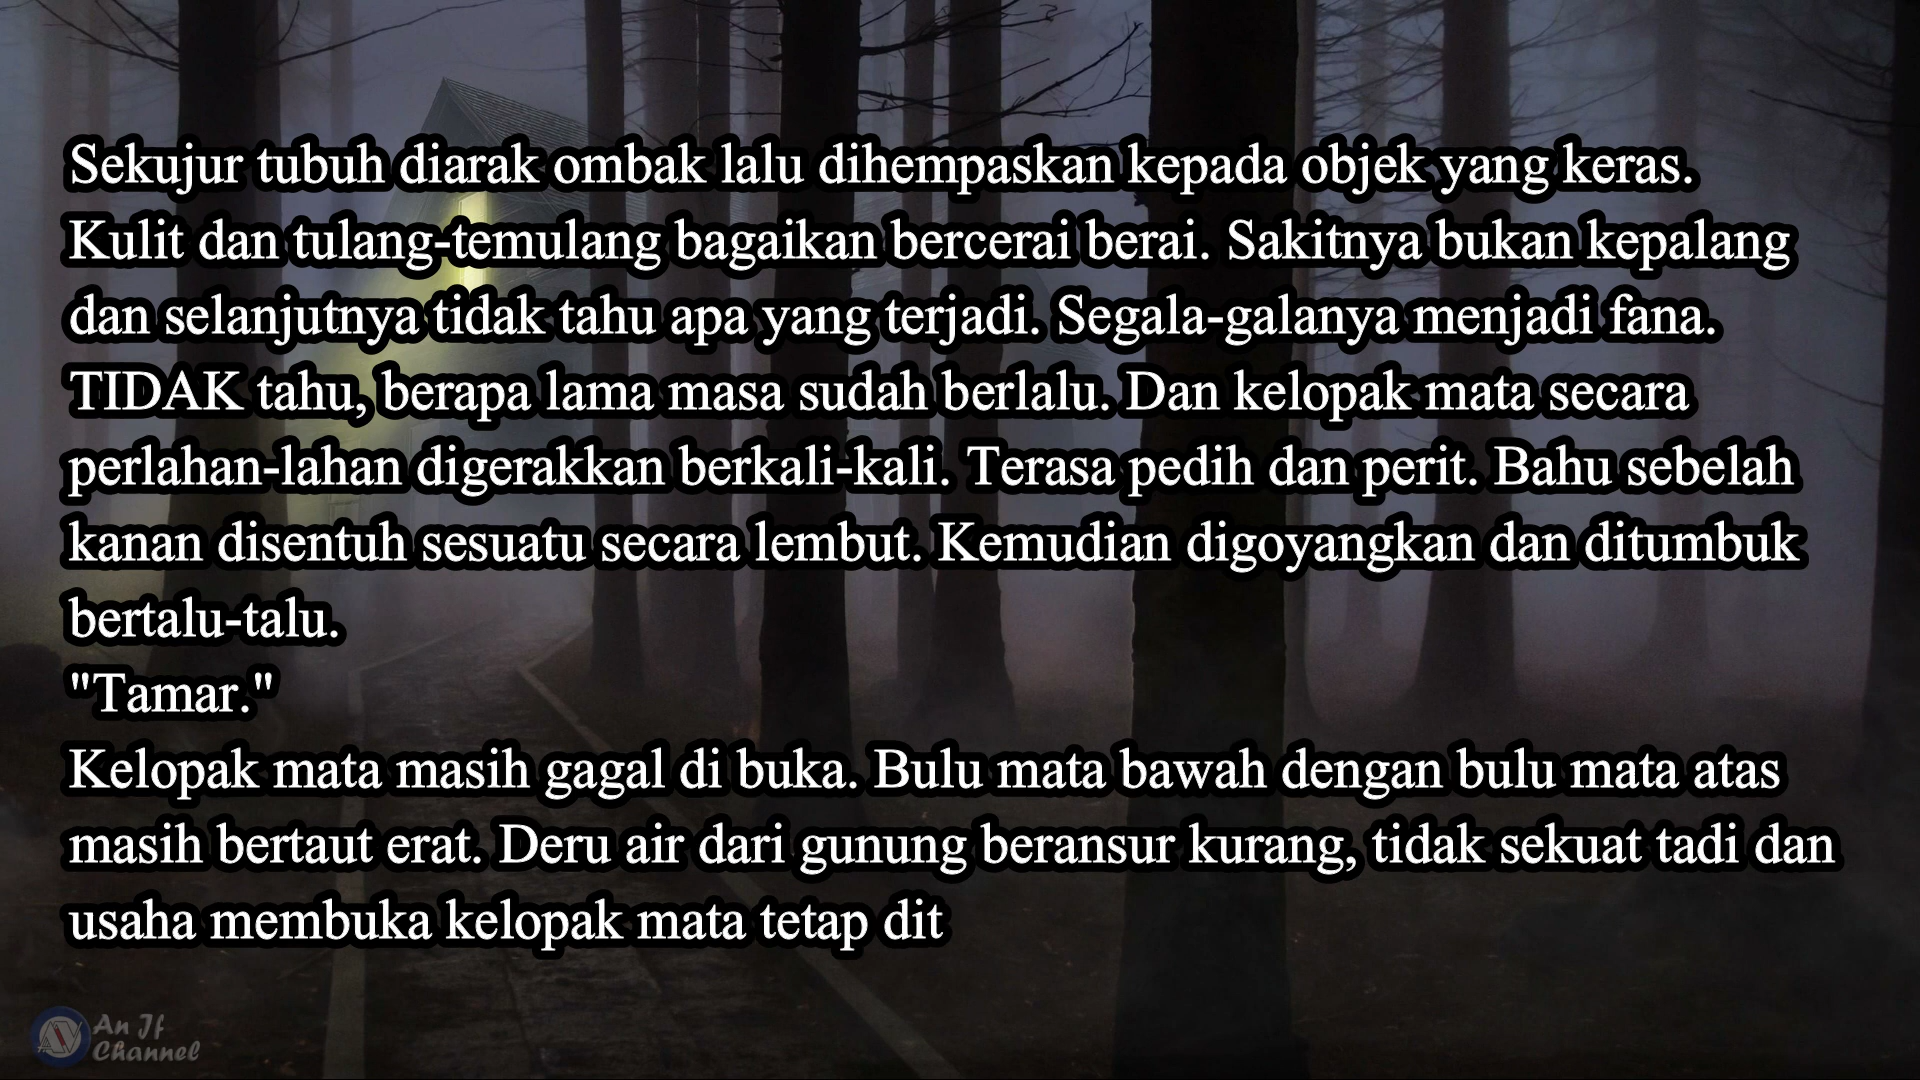 Sekujur tubuh diarak ombak lalu dihempaskan kepada objek yang keras.
Kulit dan tulang-temulang bagaikan bercerai berai. Sakitnya bukan kepalang
dan selanjutnya tidak tahu apa yang terjadi. Segala-galanya menjadi fana.
TIDAK tahu, berapa lama masa sudah berlalu. Dan kelopak mata secara
perlahan-lahan digerakkan berkali-kali. Terasa pedih dan perit. Bahu sebelah
kanan disentuh sesuatu secara lembut. Kemudian digoyangkan dan ditumbuk
bertalu-talu.
"Tamar."
Kelopak mata masih gagal di buka. Bulu mata bawah dengan bulu mata atas
masih bertaut erat. Deru air dari gunung beransur kurang, tidak sekuat tadi dan
usaha membuka kelopak mata tetap dit
An Jf
Channel